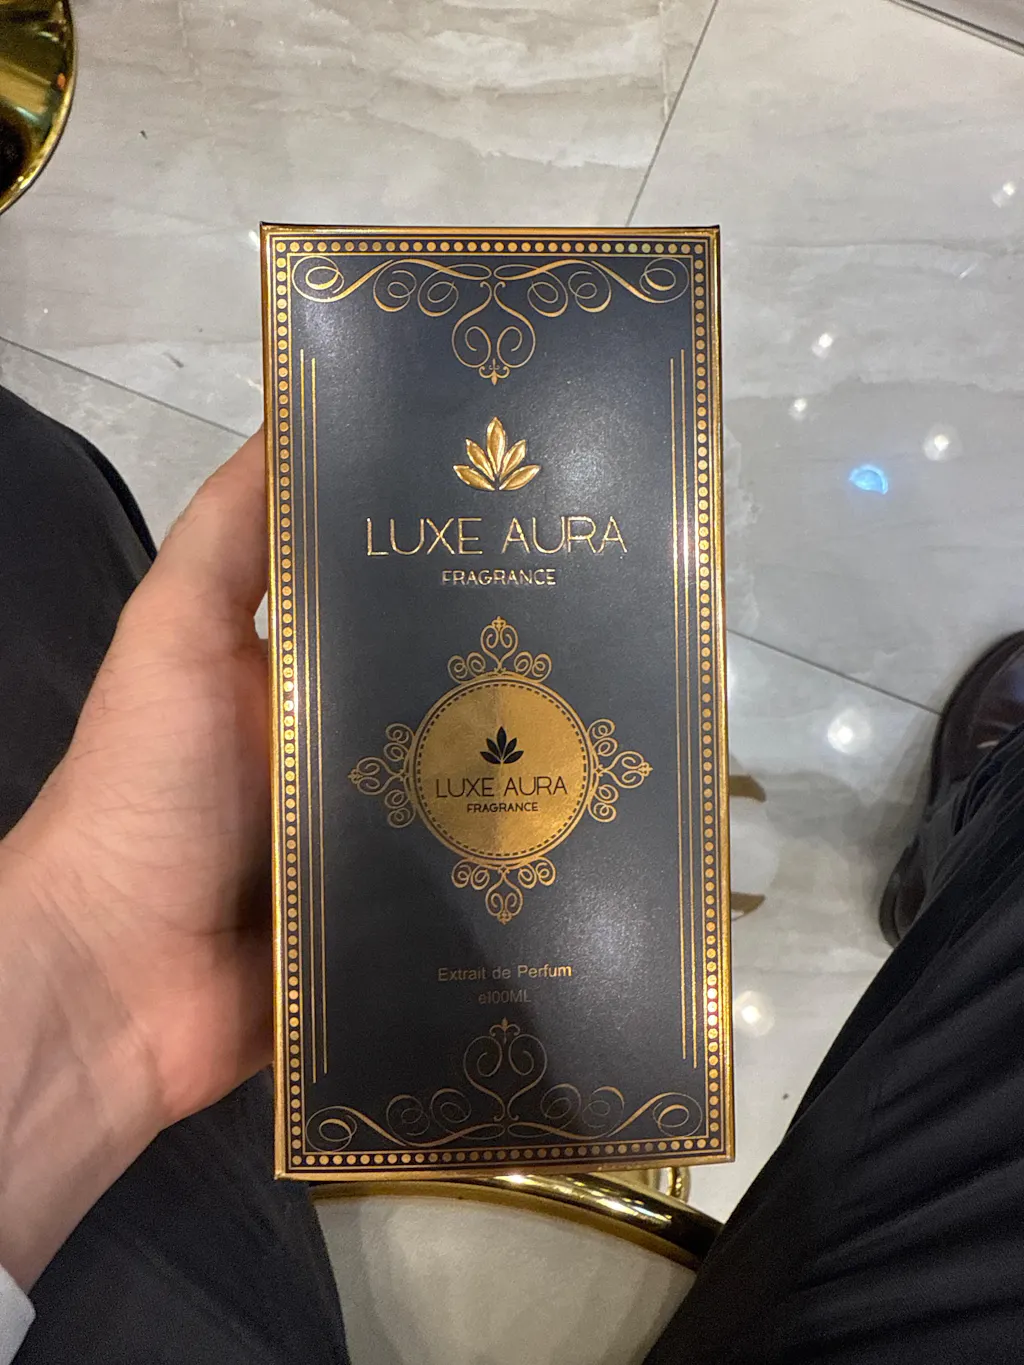 LUXE AURA
FRAGRANCE
LUXE AURA
FRAGRANCE
Extrait de Perfum
e100ML